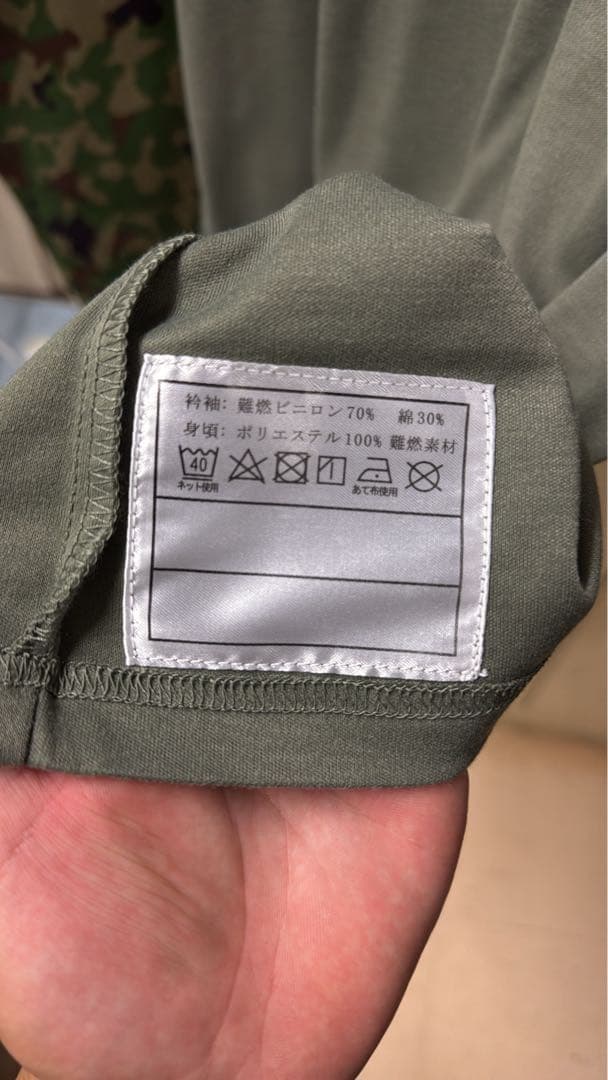 衿袖: 難燃ビニロン70% 綿30%
身頃: ポリエステル100% 難燃素材
40
ネット使用
あて布使用